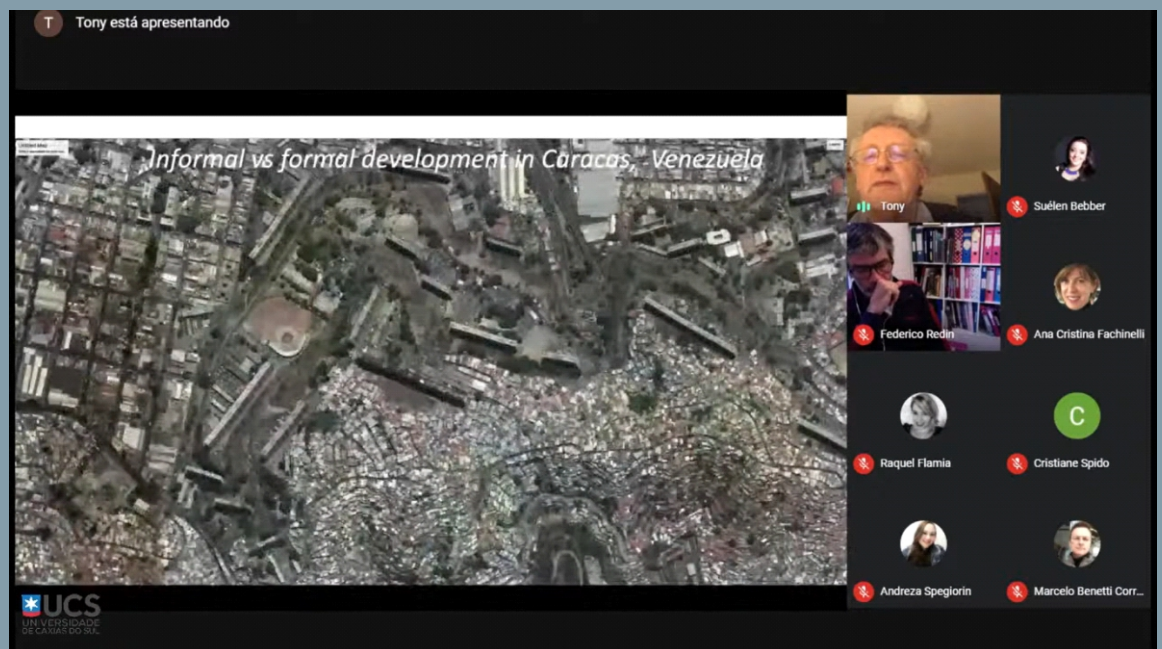 T
Tony está apresentando
Informal vs formal development in Caracas, Venezuela
Tony
Suélen Bebber
Federico Redin
Ana Cristina Fachinelli
Raquel Flamia
C
Cristiane Spido
Andreza Spegiorin
Marcelo Benetti Corr...
UCS
UNIVERSIDADE
DE CAXIAS DO SUL